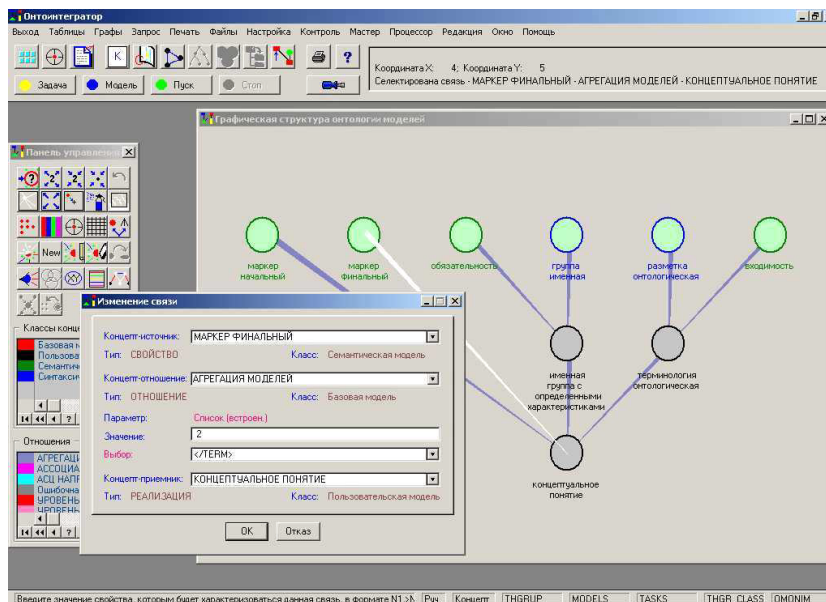 Онтоинтегратор
Выход Таблицы Графы Запрос Печать Файлы Настройка Контроль Мастер Процессор Редакция Окно Помощь
K
?
Координата X: 4; Координата Y: 5
Селектирована связь - МАРКЕР ФИНАЛЬНЫЙ - АГРЕГАЦИЯ МОДЕЛЕЙ - КОНЦЕПТУАЛЬНОЕ ПОНЯТИЕ
Задача Модель Пуск Стоп
Графическая структура онтологии моделей
Панель управления
New
маркер начальный
маркер финальный
обязательность
группа именная
разметка онтологическая
входимость
именная группа с определенными характеристиками
терминология онтологическая
концептуальное понятие
Изменение связи
Концепт-источник: МАРКЕР ФИНАЛЬНЫЙ
Тип: СВОЙСТВО Класс: Семантическая модель
Концепт-отношение: АГРЕГАЦИЯ МОДЕЛЕЙ
Тип: ОТНОШЕНИЕ Класс: Базовая модель
Параметр: Список (встроен.)
Значение: 2
Выбор: </TERM>
Концепт-приемник: КОНЦЕПТУАЛЬНОЕ ПОНЯТИЕ
Тип: РЕАЛИЗАЦИЯ Класс: Пользовательская модель
OK Отказ
Классы конце
Базовая м
Пользоват
Семантиче
Синтаксич
Отношения
АГРЕГАЦИ
АССОЦИА
АСЦ НАПР
Ошибочна
УРОВЕНЬ
УРОВЕНЬ
Введите значение свойства, которым будет характеризоваться данная связь, в формате N1,>N Руч Концепт THGRUP MODELS TASKS THGR_CLASS OMONIM